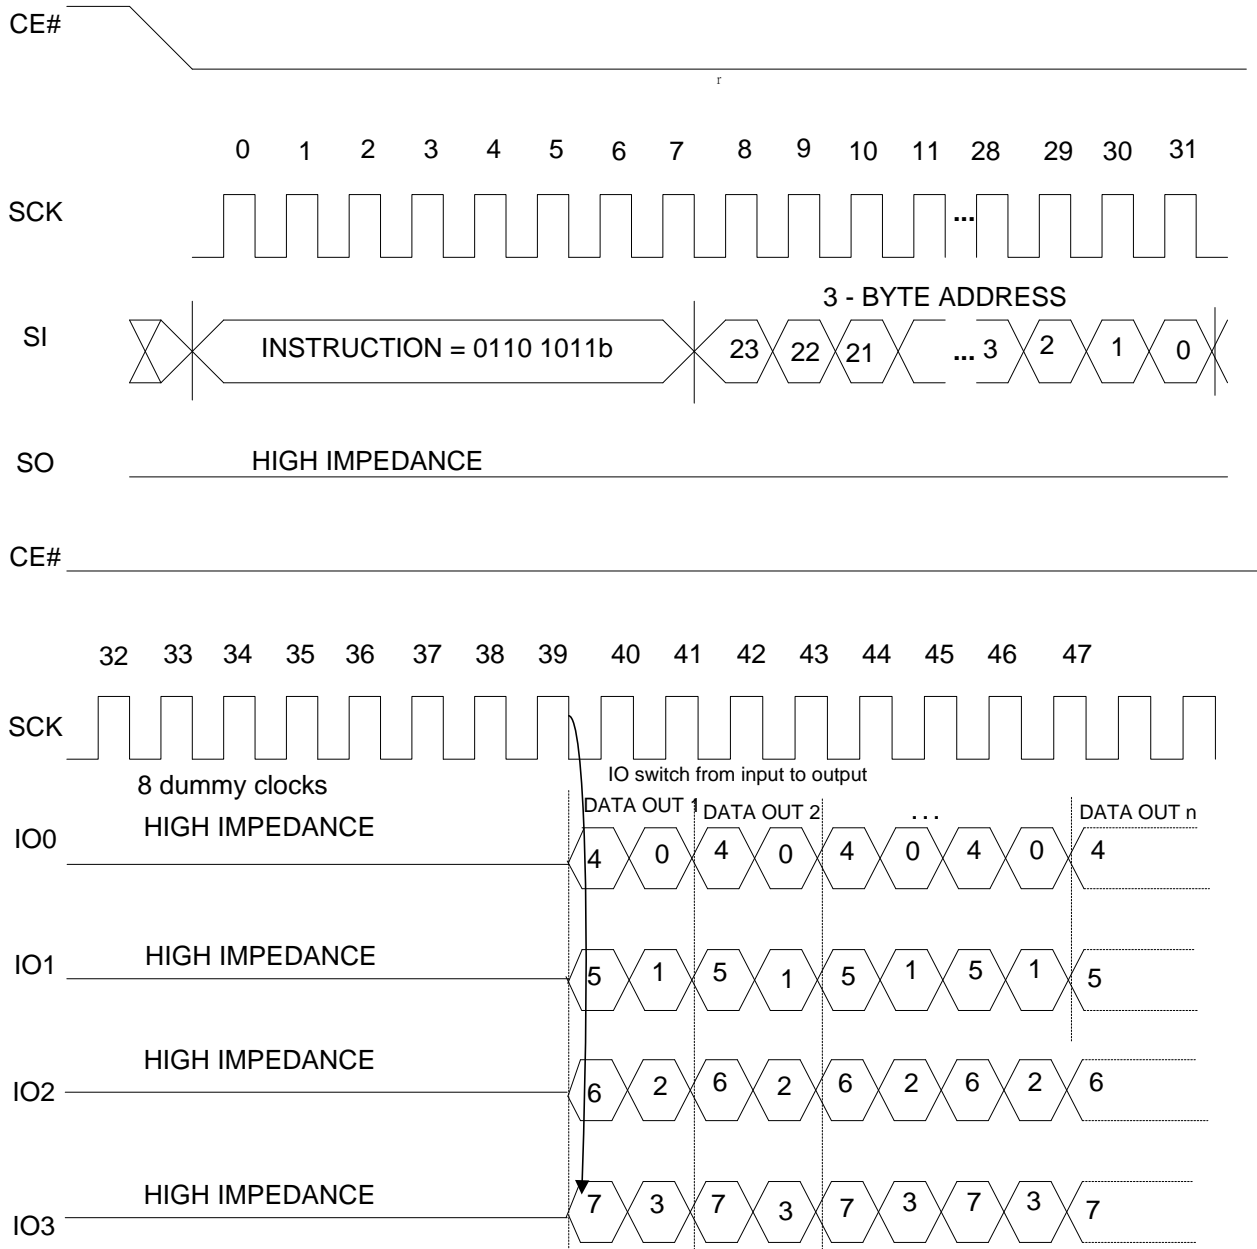 CE#
r
0 1 2 3 4 5 6 7 8 9 10 11 28 29 30 31
SCK ...
3 - BYTE ADDRESS
SI INSTRUCTION = 0110 1011b 23 22 21 ... 3 2 1 0
SO HIGH IMPEDANCE
CE#
32 33 34 35 36 37 38 39 40 41 42 43 44 45 46 47
SCK
8 dummy clocks IO switch from input to output
DATA OUT 1 DATA OUT 2 ... DATA OUT n
HIGH IMPEDANCE
IO0 4 0 4 0 4 0 4 0 4
HIGH IMPEDANCE
IO1 5 1 5 1 5 1 5 1 5
HIGH IMPEDANCE
IO2 6 2 6 2 6 2 6 2 6
HIGH IMPEDANCE
IO3 7 3 7 3 7 3 7 3 7